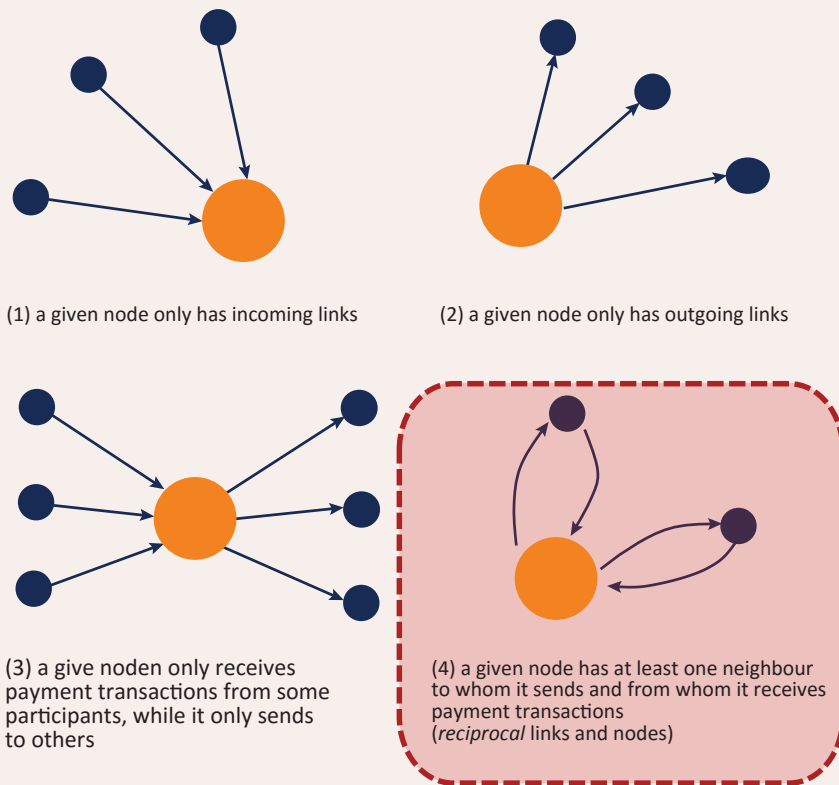 (1) a given node only has incoming links
(2) a given node only has outgoing links
(3) a give noden only receives
payment transactions from some
participants, while it only sends
to others
(4) a given node has at least one neighbour
to whom it sends and from whom it receives
payment transactions
(reciprocal links and nodes)